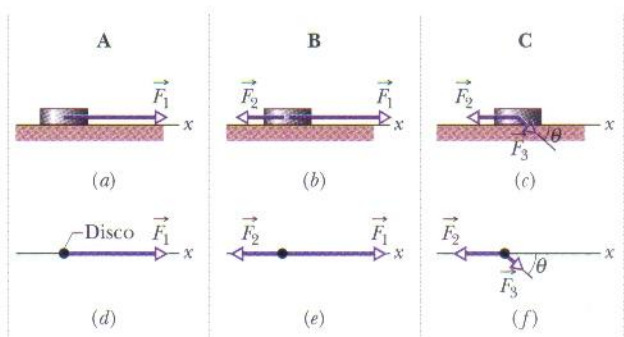 A B C
F₁ F₂ F₁ F₂
x x x
F₃ θ
(a) (b) (c)
Disco F₁ F₂ F₁ F₂
x x x
θ
F₃
(d) (e) (f)